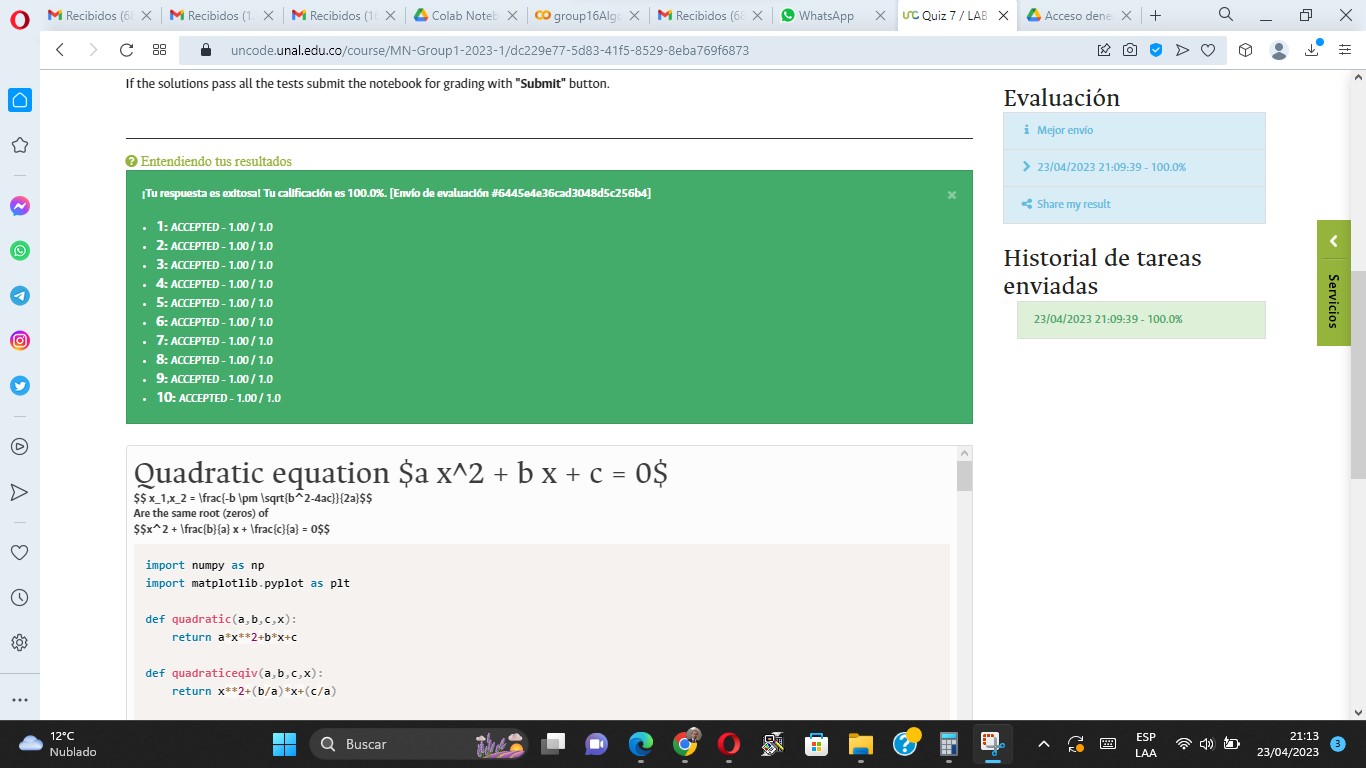 Recibidos (68
Recibidos (1.
Recibidos (16
Colab Noteb
group16Algo
Recibidos (68
WhatsApp
Quiz 7 / LAB
Acceso dene
uncode.unal.edu.co/course/MN-Group1-2023-1/dc229e77-5d83-41f5-8529-8eba769f6873
If the solutions pass all the tests submit the notebook for grading with "Submit" button.
Entendiendo tus resultados
¡Tu respuesta es exitosa! Tu calificación es 100.0%. [Envío de evaluación #6445e4e36cad3048d5c256b4]
1: ACCEPTED - 1.00 / 1.0
2: ACCEPTED - 1.00 / 1.0
3: ACCEPTED - 1.00 / 1.0
4: ACCEPTED - 1.00 / 1.0
5: ACCEPTED - 1.00 / 1.0
6: ACCEPTED - 1.00 / 1.0
7: ACCEPTED - 1.00 / 1.0
8: ACCEPTED - 1.00 / 1.0
9: ACCEPTED - 1.00 / 1.0
10: ACCEPTED - 1.00 / 1.0
Quadratic equation $a x^2 + b x + c = 0$
$$ x_1,x_2 = \frac{-b \pm \sqrt{b^2-4ac}}{2a}$$
Are the same root (zeros) of
$$x^2 + \frac{b}{a} x + \frac{c}{a} = 0$$
import numpy as np
import matplotlib.pyplot as plt
def quadratic(a,b,c,x):
    return a*x**2+b*x+c
def quadraticeqiv(a,b,c,x):
    return x**2+(b/a)*x+(c/a)
Evaluación
Mejor envío
23/04/2023 21:09:39 - 100.0%
Share my result
Historial de tareas
enviadas
23/04/2023 21:09:39 - 100.0%
Servicios
12°C
Nublado
Buscar
ESP
LAA
21:13
23/04/2023
3